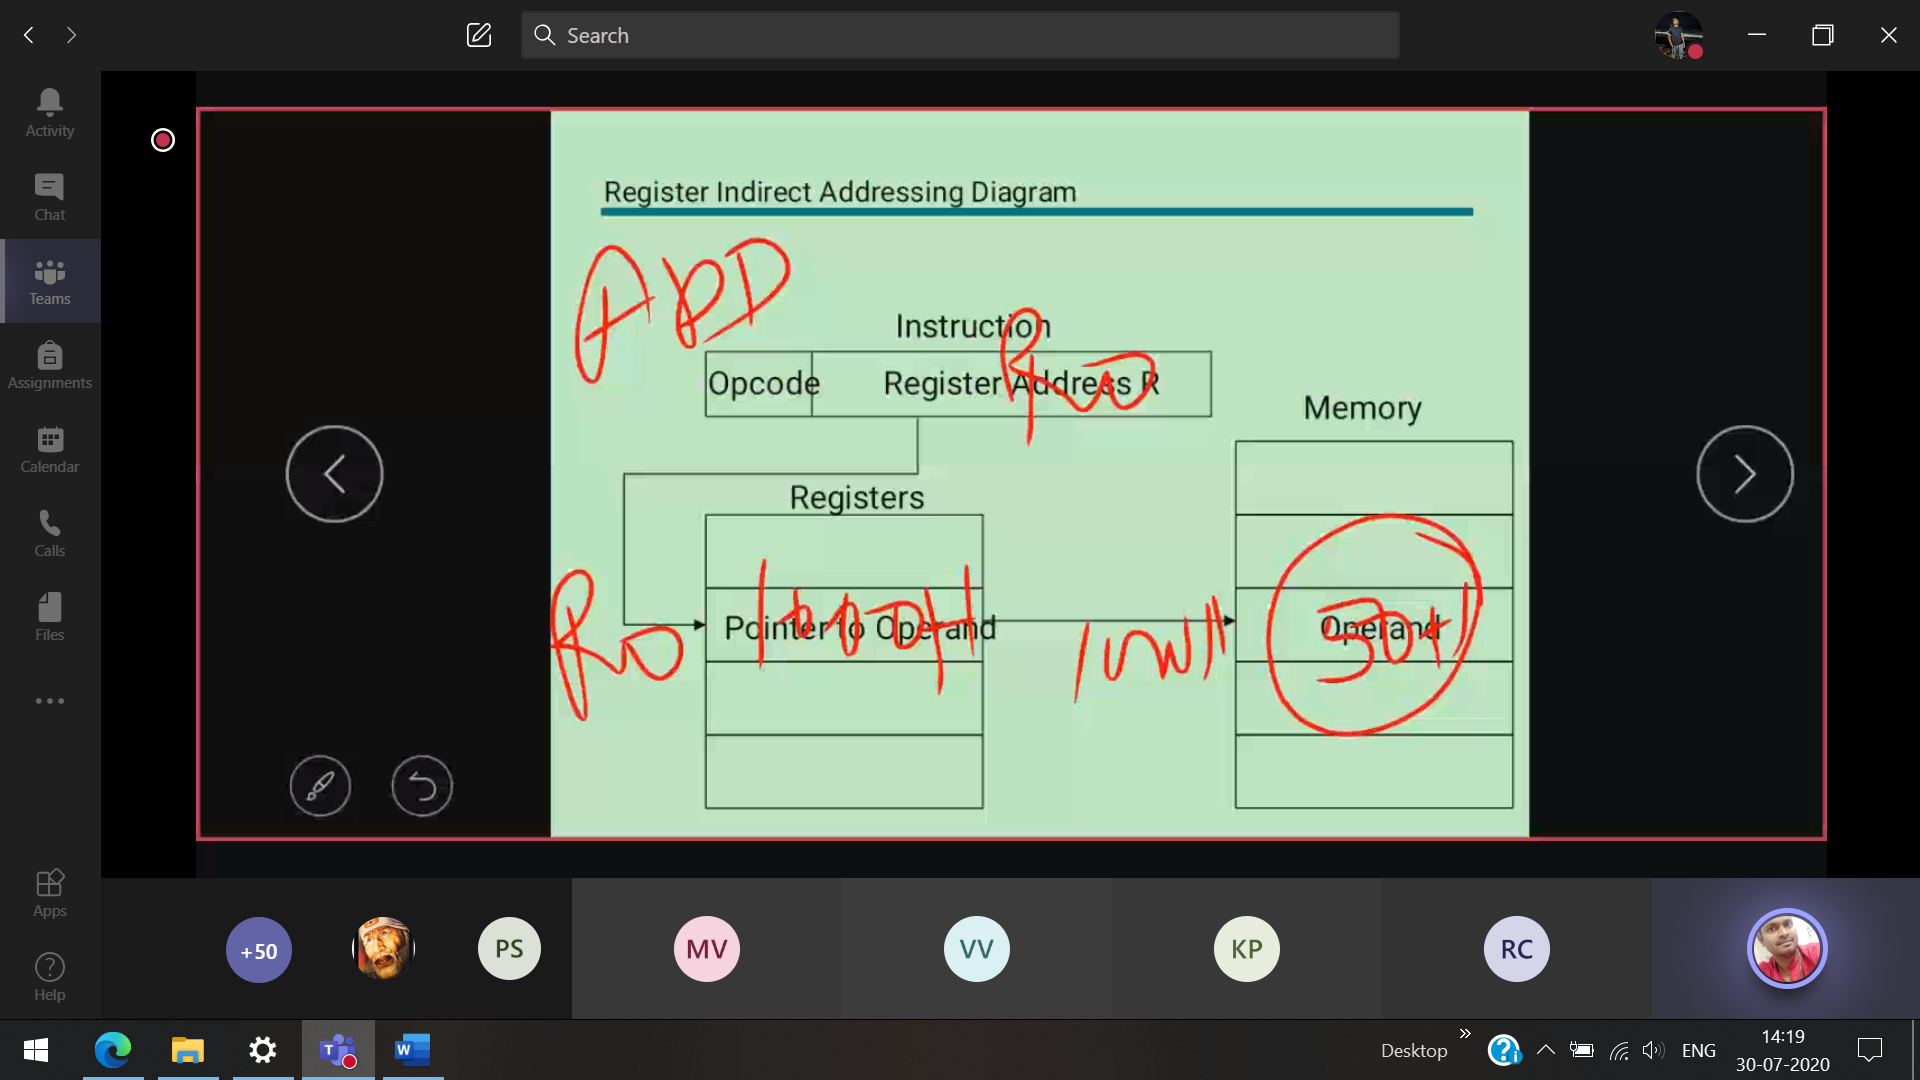 Search
Activity
Chat
Teams
Assignments
Calendar
Calls
Files
Apps
Help
Register Indirect Addressing Diagram
ADD
Instruction
Opcode
Register Address R
R0
Memory
Registers
R0
Pointer to Operand
1000H
Operand
50H
+50
PS
MV
VV
KP
RC
Desktop
ENG
14:19
30-07-2020